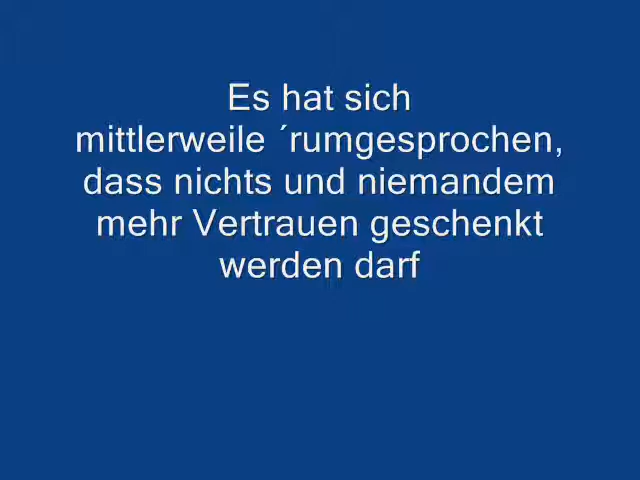 Es hat sich
mittlerweile ´rumgesprochen,
dass nichts und niemandem
mehr Vertrauen geschenkt
werden darf